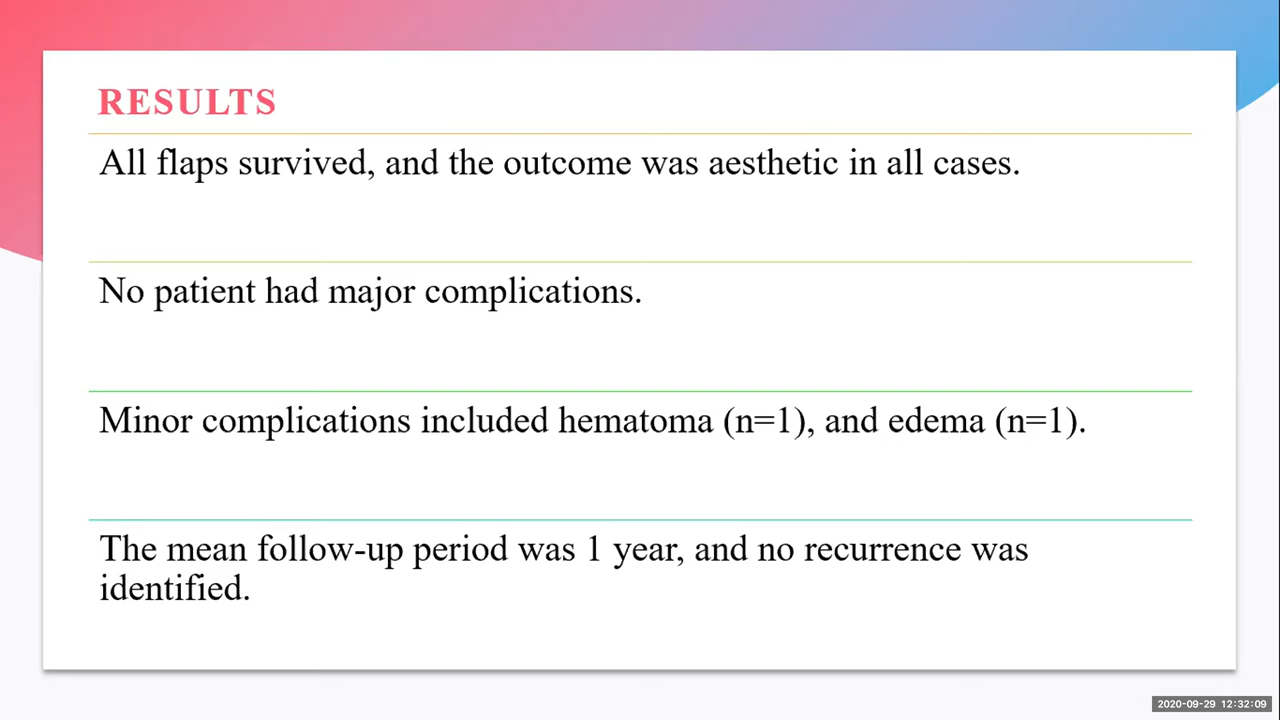 RESULTS
All flaps survived, and the outcome was aesthetic in all cases.
No patient had major complications.
Minor complications included hematoma (n=1), and edema (n=1).
The mean follow-up period was 1 year, and no recurrence was
identified.
2020-09-29 12:32:09